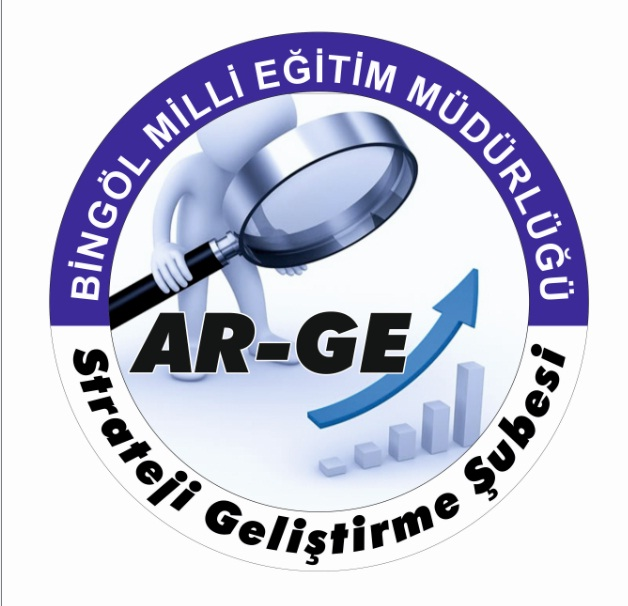 BİNGÖL MİLLİ EĞİTİM MÜDÜRLÜĞÜ
AR-GE
Strateji Geliştirme Şubesi